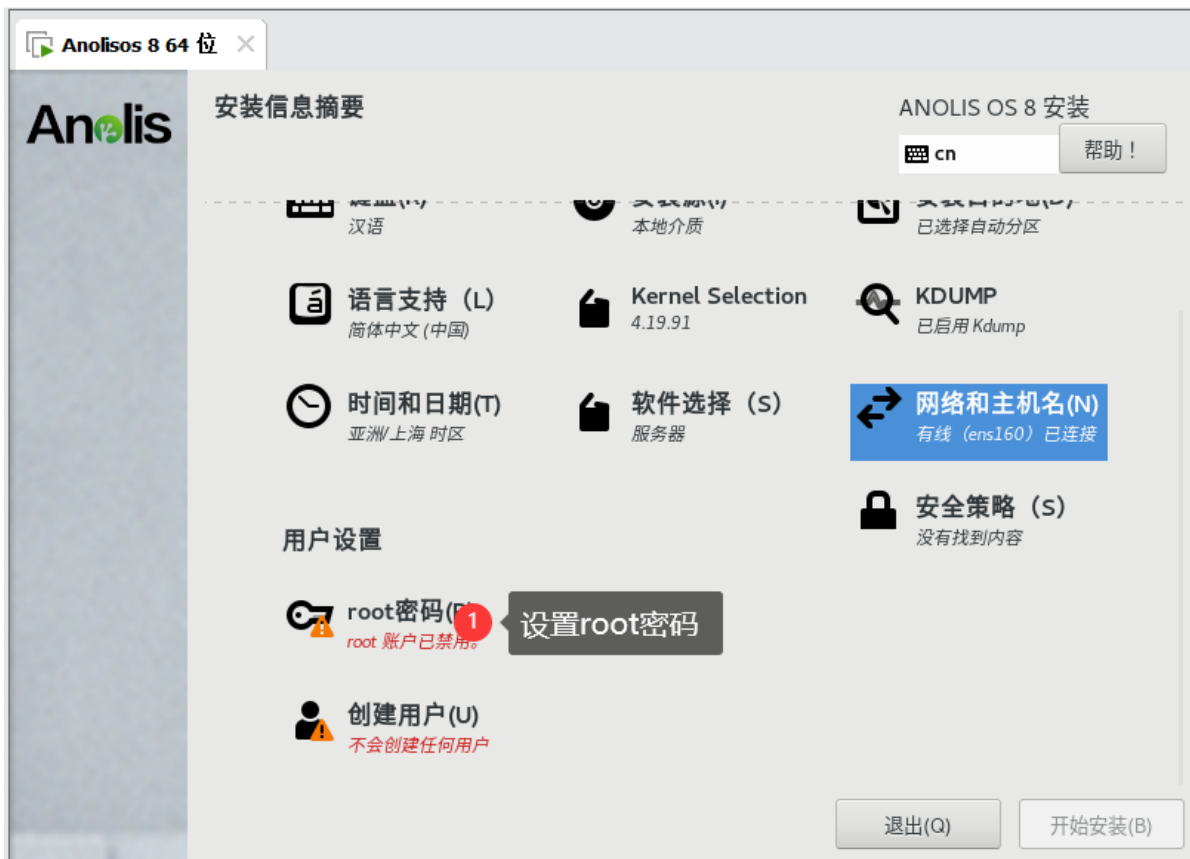 Anolisos 8 64 位
Anolis
安装信息摘要
ANOLIS OS 8 安装
cn
帮助！
汉语
本地介质
已选择自动分区
语言支持（L）
简体中文 (中国)
Kernel Selection
4.19.91
KDUMP
已启用 Kdump
时间和日期(T)
亚洲/上海 时区
软件选择（S）
服务器
网络和主机名(N)
有线（ens160）已连接
安全策略（S）
没有找到内容
用户设置
root密码(
root 账户已禁用。
1
设置root密码
创建用户(U)
不会创建任何用户
退出(Q)
开始安装(B)